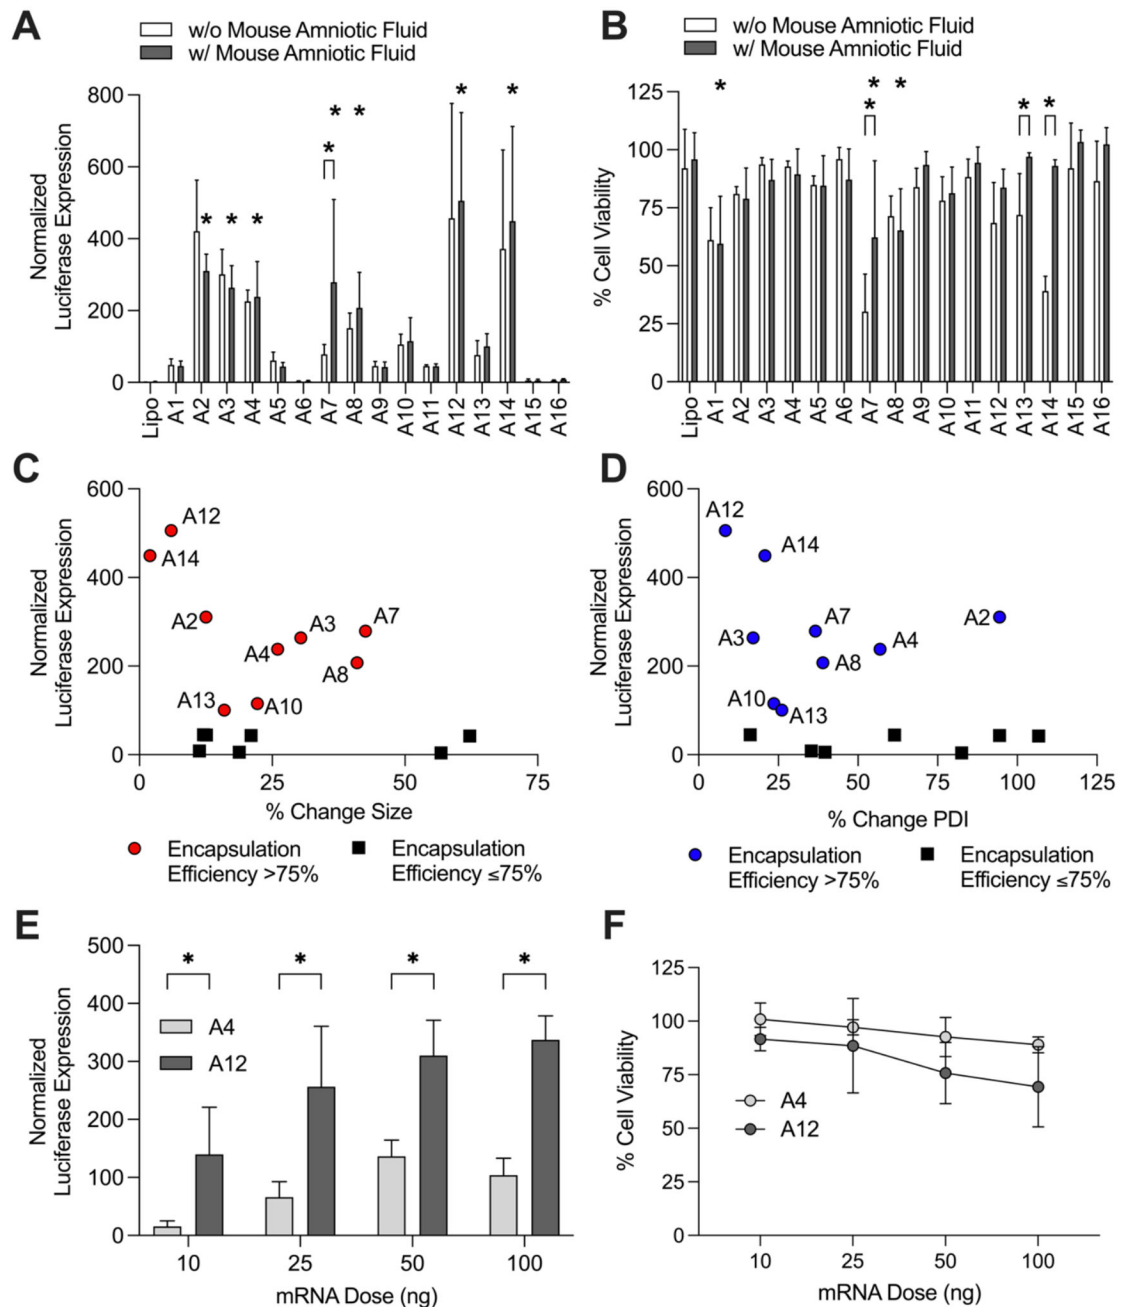 A
w/o Mouse Amniotic Fluid
w/ Mouse Amniotic Fluid
Normalized
Luciferase Expression
800
600
400
200
0
* * * * * * * *
Lipo A1 A2 A3 A4 A5 A6 A7 A8 A9 A10 A11 A12 A13 A14 A15 A16
B
w/o Mouse Amniotic Fluid
w/ Mouse Amniotic Fluid
% Cell Viability
125
100
75
50
25
0
* * * * * *
Lipo A1 A2 A3 A4 A5 A6 A7 A8 A9 A10 A11 A12 A13 A14 A15 A16
C
Normalized
Luciferase Expression
600
400
200
0
A12
A14
A2
A3
A7
A4
A8
A13
A10
0 25 50 75
% Change Size
Encapsulation
Efficiency >75%
Encapsulation
Efficiency ≤75%
D
Normalized
Luciferase Expression
600
400
200
0
A12
A14
A7
A2
A3
A4
A8
A10
A13
0 25 50 75 100 125
% Change PDI
Encapsulation
Efficiency >75%
Encapsulation
Efficiency ≤75%
E
Normalized
Luciferase Expression
500
400
300
200
100
0
* * * *
A4
A12
10 25 50 100
mRNA Dose (ng)
F
% Cell Viability
125
100
75
50
25
0
A4
A12
10 25 50 100
mRNA Dose (ng)